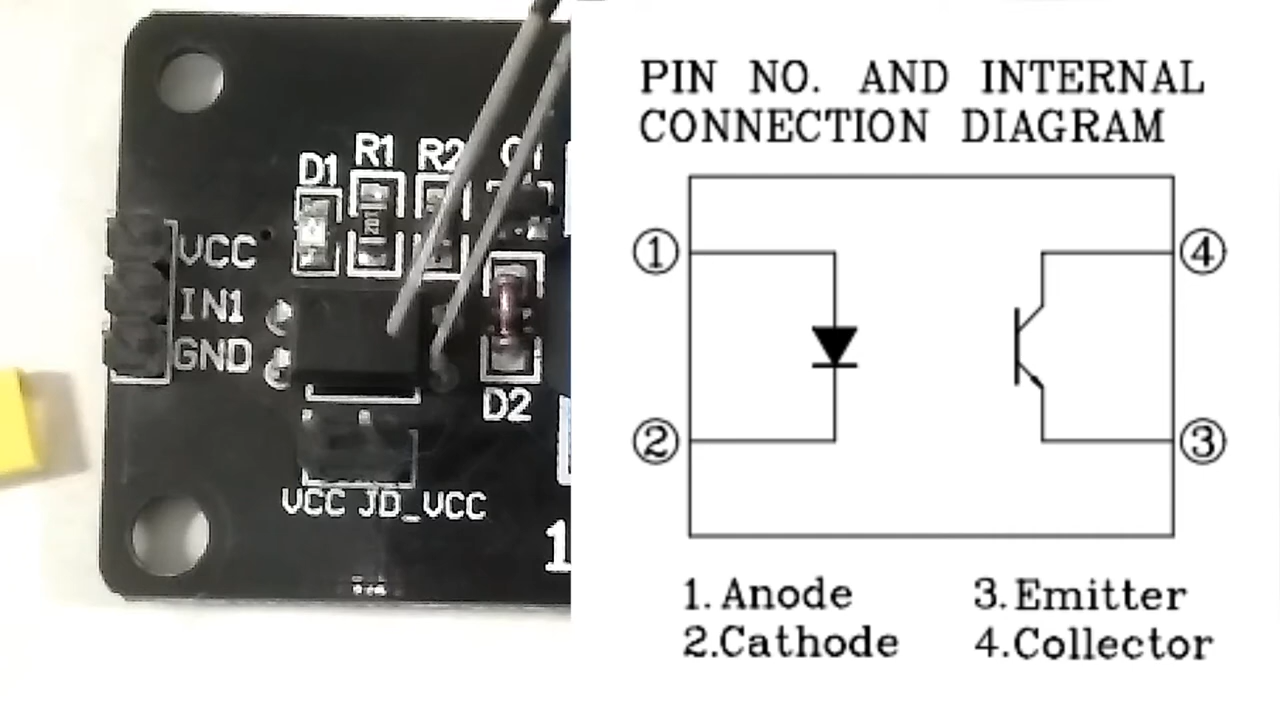 D1
R1
R2
VCC
IN1
GND
D2
VCC JD_VCC
1
PIN NO. AND INTERNAL
CONNECTION DIAGRAM
1 4
2 3
1. Anode 3. Emitter
2.Cathode 4.Collector